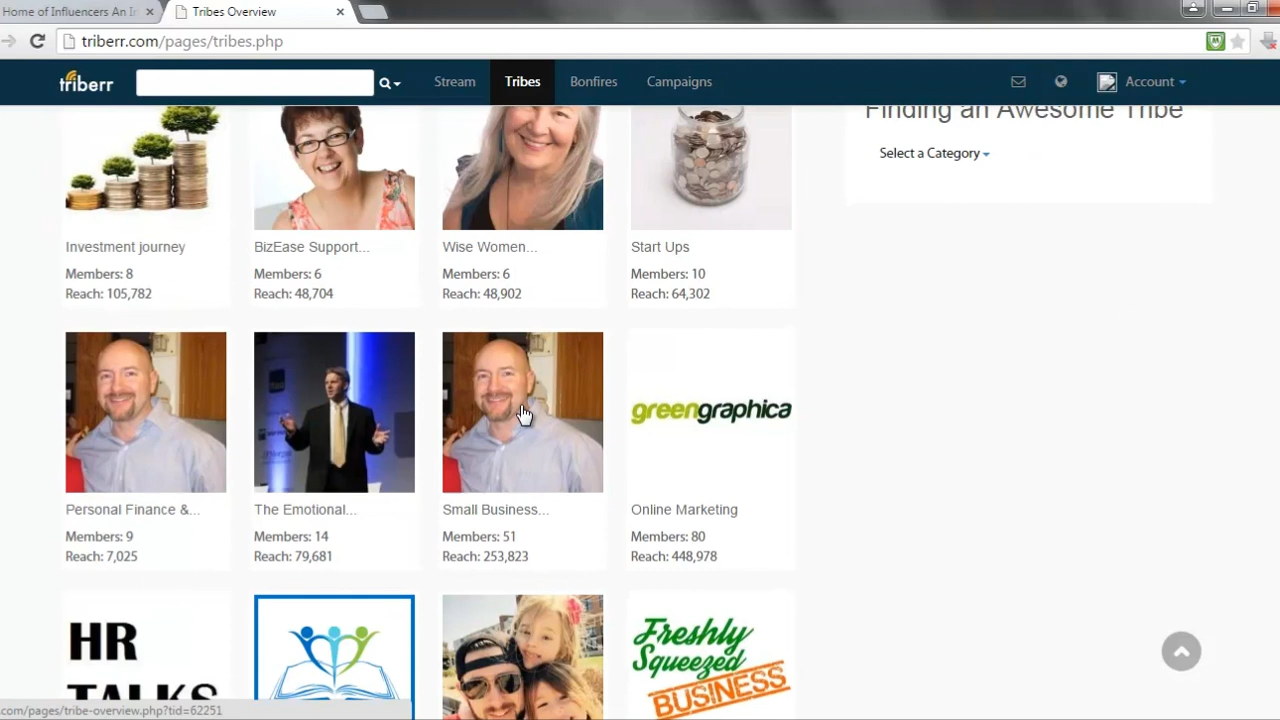 Home of Influencers An In
Tribes Overview
triberr.com/pages/tribes.php
triberr
Stream
Tribes
Bonfires
Campaigns
Account
Finding an Awesome Tribe
Select a Category
Investment journey
BizEase Support...
Wise Women...
Start Ups
Members: 8
Members: 6
Members: 6
Members: 10
Reach: 105,782
Reach: 48,704
Reach: 48,902
Reach: 64,302
greengraphica
Personal Finance &...
The Emotional...
Small Business...
Online Marketing
Members: 9
Members: 14
Members: 51
Members: 80
Reach: 7,025
Reach: 79,681
Reach: 253,823
Reach: 448,978
HR
TALKS
Freshly
Squeezed
BUSINESS
.com/pages/tribe-overview.php?tid=62251